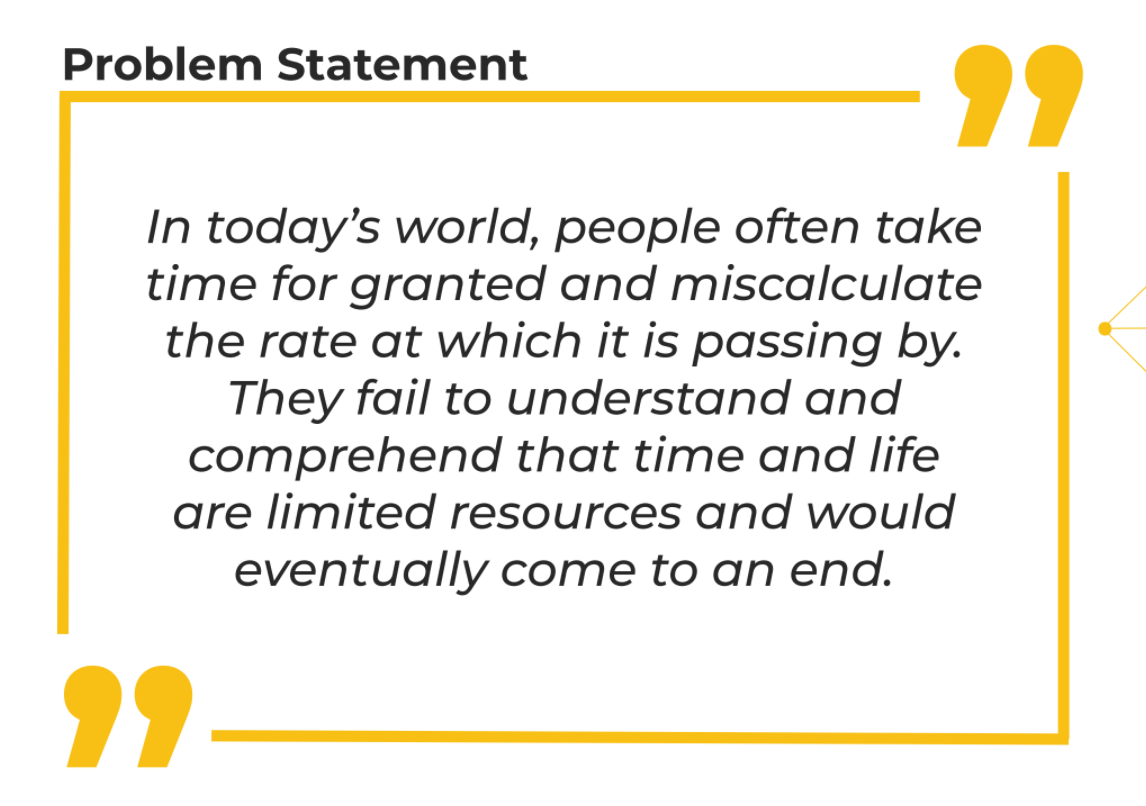 Problem Statement
In today’s world, people often take
time for granted and miscalculate
the rate at which it is passing by.
They fail to understand and
comprehend that time and life
are limited resources and would
eventually come to an end.